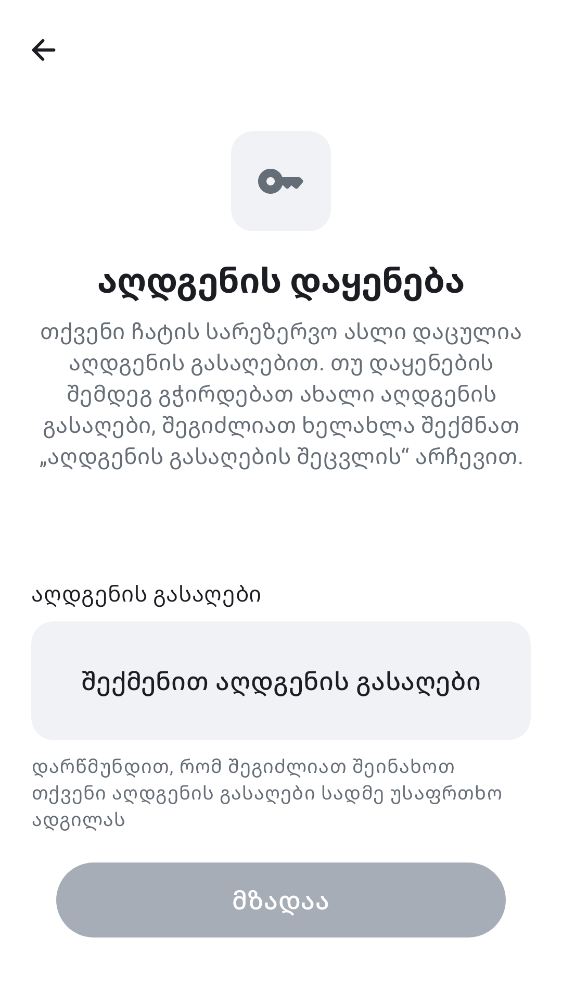 აღდგენის დაყენება
თქვენი ჩატის სარეზერვო ასლი დაცულია
აღდგენის გასაღებით. თუ დაყენების
შემდეგ გჭირდებათ ახალი აღდგენის
გასაღები, შეგიძლიათ ხელახლა შექმნათ
„აღდგენის გასაღების შეცვლის“ არჩევით.
აღდგენის გასაღები
შექმენით აღდგენის გასაღები
დარწმუნდით, რომ შეგიძლიათ შეინახოთ
თქვენი აღდგენის გასაღები სადმე უსაფრთხო
ადგილას
მზადაა